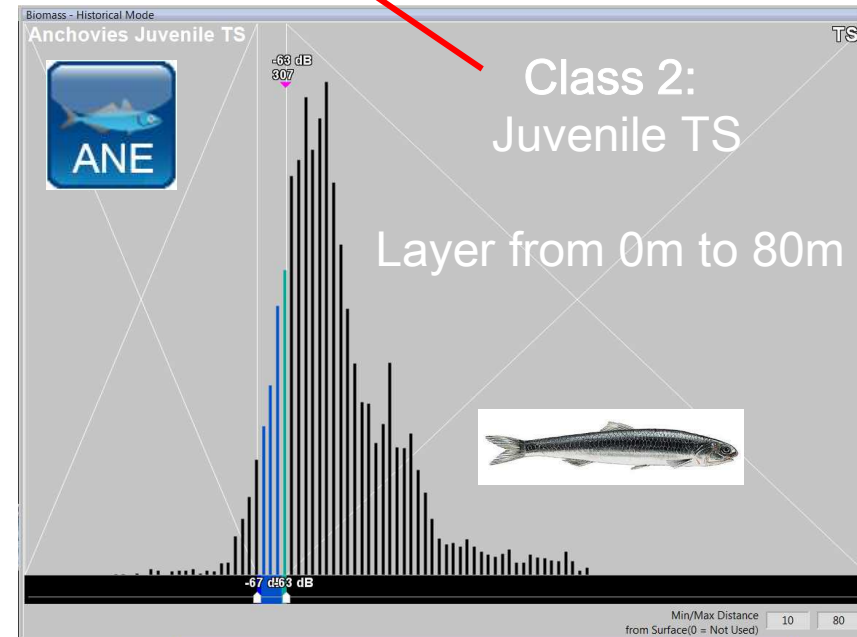 Biomass - Historical Mode
Anchovies Juvenile TS
TS
-63 dB
307
Class 2:
Juvenile TS
ANE
Layer from 0m to 80m
-67 d
-63 dB
Min/Max Distance
from Surface(0 = Not Used)
10
80